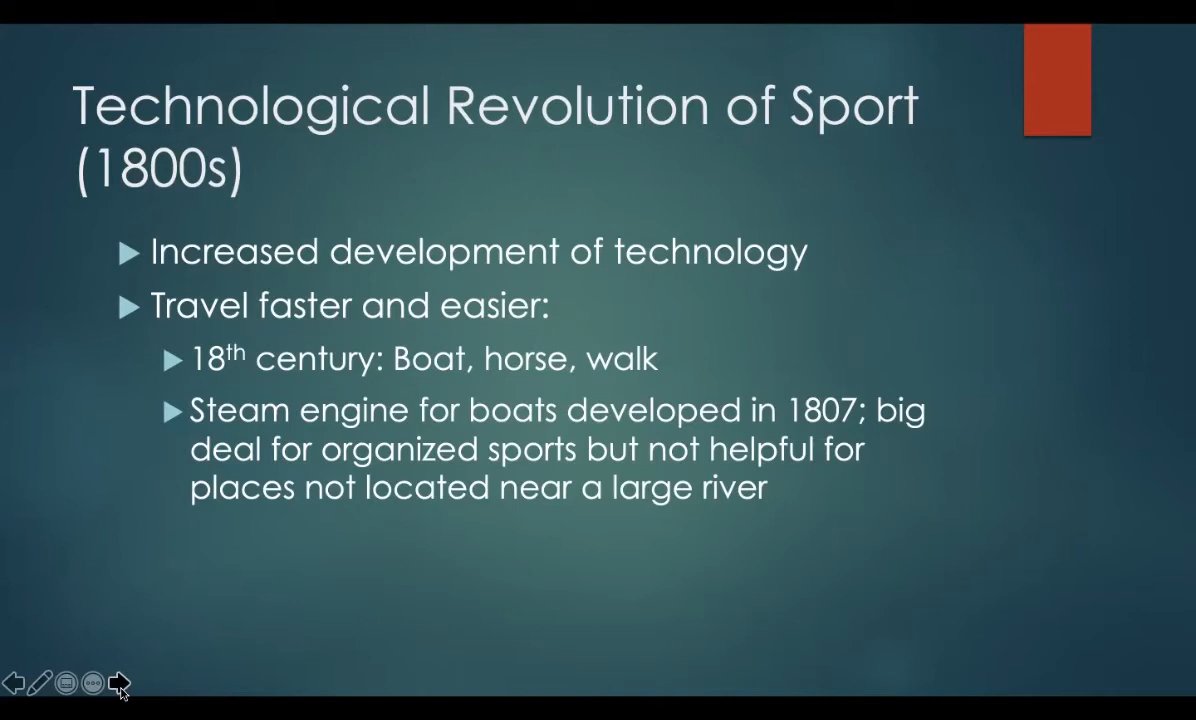 Technological Revolution of Sport
(1800s)
Increased development of technology
Travel faster and easier:
18th century: Boat, horse, walk
Steam engine for boats developed in 1807; big
deal for organized sports but not helpful for
places not located near a large river